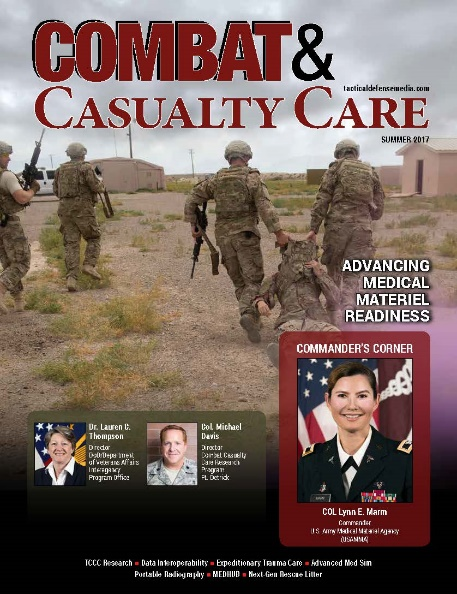 COMBAT &
CASUALTY CARE
tacticaldefensemedia.com
SUMMER 2017
ADVANCING
MEDICAL
MATERIEL
READINESS
COMMANDER'S CORNER
COL Lynn E. Marm
Commander
U.S. Army Medical Materiel Agency
(USAMMA)
Dr. Lauren C.
Thompson
Director
DoD/Department
of Veterans Affairs
Interagency
Program Office
Col. Michael
Davis
Director
Combat Casualty
Care Research
Program
Ft. Detrick
TCCC Research ■ Data Interoperability ■ Expeditionary Trauma Care ■ Advanced Med Sim
Portable Radiography ■ MEDHUD ■ Next-Gen Rescue Litter